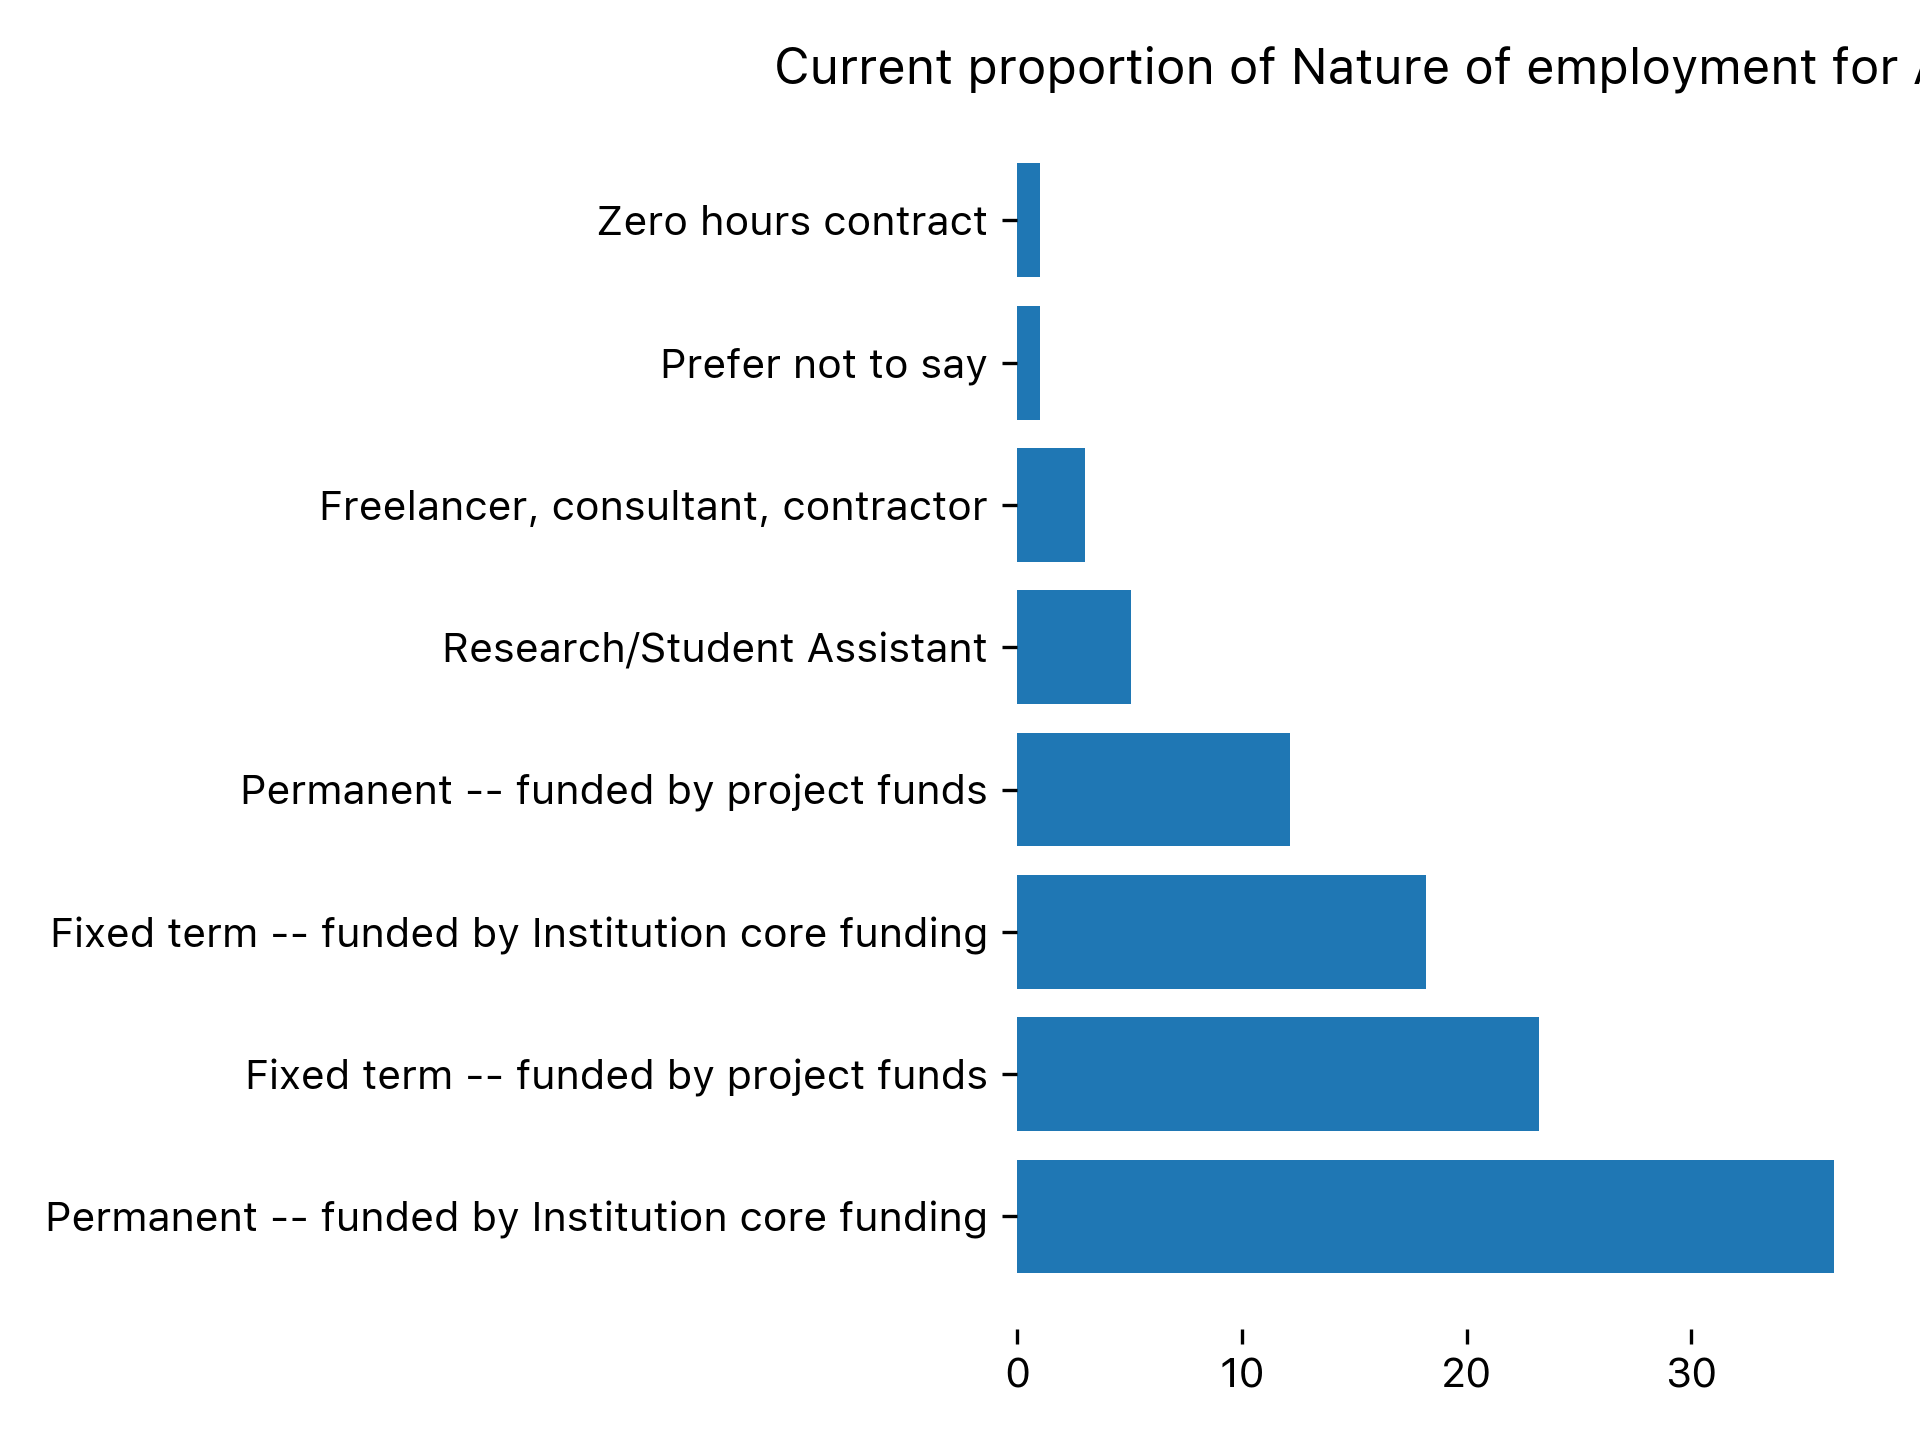 Current proportion of Nature of employment for
Zero hours contract
Prefer not to say
Freelancer, consultant, contractor
Research/Student Assistant
Permanent -- funded by project funds
Fixed term -- funded by Institution core funding
Fixed term -- funded by project funds
Permanent -- funded by Institution core funding
0 10 20 30